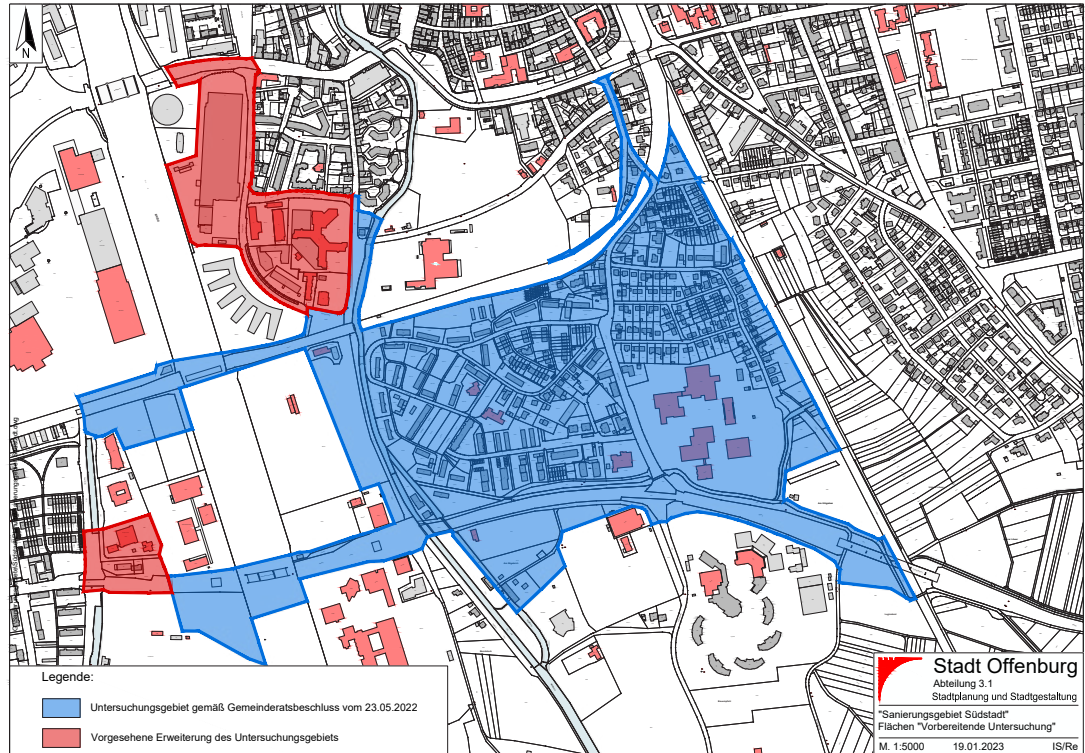 N
Legende:
Untersuchungsgebiet gemäß Gemeinderatsbeschluss vom 23.05.2022
Vorgesehene Erweiterung des Untersuchungsgebiets
Stadt Offenburg
Abteilung 3.1
Stadtplanung und Stadtgestaltung
"Sanierungsgebiet Südstadt"
Flächen "Vorbereitende Untersuchung"
M. 1:5000 19.01.2023 IS/Re